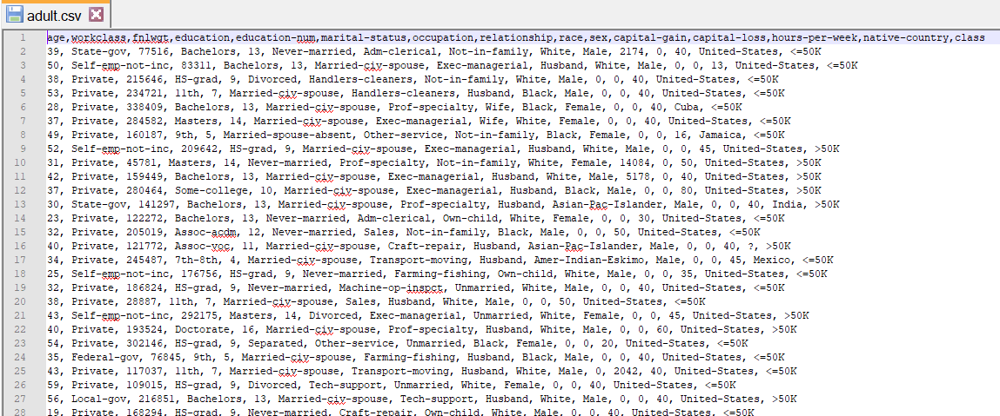 adult.csv
1 age,workclass,fnlwgt,education,education-num,marital-status,occupation,relationship,race,sex,capital-gain,capital-loss,hours-per-week,native-country,class
2 39, State-gov, 77516, Bachelors, 13, Never-married, Adm-clerical, Not-in-family, White, Male, 2174, 0, 40, United-States, <=50K
3 50, Self-emp-not-inc, 83311, Bachelors, 13, Married-civ-spouse, Exec-managerial, Husband, White, Male, 0, 0, 13, United-States, <=50K
4 38, Private, 215646, HS-grad, 9, Divorced, Handlers-cleaners, Not-in-family, White, Male, 0, 0, 40, United-States, <=50K
5 53, Private, 234721, 11th, 7, Married-civ-spouse, Handlers-cleaners, Husband, Black, Male, 0, 0, 40, United-States, <=50K
6 28, Private, 338409, Bachelors, 13, Married-civ-spouse, Prof-specialty, Wife, Black, Female, 0, 0, 40, Cuba, <=50K
7 37, Private, 284582, Masters, 14, Married-civ-spouse, Exec-managerial, Wife, White, Female, 0, 0, 40, United-States, <=50K
8 49, Private, 160187, 9th, 5, Married-spouse-absent, Other-service, Not-in-family, Black, Female, 0, 0, 16, Jamaica, <=50K
9 52, Self-emp-not-inc, 209642, HS-grad, 9, Married-civ-spouse, Exec-managerial, Husband, White, Male, 0, 0, 45, United-States, >50K
10 31, Private, 45781, Masters, 14, Never-married, Prof-specialty, Not-in-family, White, Female, 14084, 0, 50, United-States, >50K
11 42, Private, 159449, Bachelors, 13, Married-civ-spouse, Exec-managerial, Husband, White, Male, 5178, 0, 40, United-States, >50K
12 37, Private, 280464, Some-college, 10, Married-civ-spouse, Exec-managerial, Husband, Black, Male, 0, 0, 80, United-States, >50K
13 30, State-gov, 141297, Bachelors, 13, Married-civ-spouse, Prof-specialty, Husband, Asian-Pac-Islander, Male, 0, 0, 40, India, >50K
14 23, Private, 122272, Bachelors, 13, Never-married, Adm-clerical, Own-child, White, Female, 0, 0, 30, United-States, <=50K
15 32, Private, 205019, Assoc-acdm, 12, Never-married, Sales, Not-in-family, Black, Male, 0, 0, 50, United-States, <=50K
16 40, Private, 121772, Assoc-voc, 11, Married-civ-spouse, Craft-repair, Husband, Asian-Pac-Islander, Male, 0, 0, 40, ?, >50K
17 34, Private, 245487, 7th-8th, 4, Married-civ-spouse, Transport-moving, Husband, Amer-Indian-Eskimo, Male, 0, 0, 45, Mexico, <=50K
18 25, Self-emp-not-inc, 176756, HS-grad, 9, Never-married, Farming-fishing, Own-child, White, Male, 0, 0, 35, United-States, <=50K
19 32, Private, 186824, HS-grad, 9, Never-married, Machine-op-inspct, Unmarried, White, Male, 0, 0, 40, United-States, <=50K
20 38, Private, 28887, 11th, 7, Married-civ-spouse, Sales, Husband, White, Male, 0, 0, 50, United-States, <=50K
21 43, Self-emp-not-inc, 292175, Masters, 14, Divorced, Exec-managerial, Unmarried, White, Female, 0, 0, 45, United-States, >50K
22 40, Private, 193524, Doctorate, 16, Married-civ-spouse, Prof-specialty, Husband, White, Male, 0, 0, 60, United-States, >50K
23 54, Private, 302146, HS-grad, 9, Separated, Other-service, Unmarried, Black, Female, 0, 0, 20, United-States, <=50K
24 35, Federal-gov, 76845, 9th, 5, Married-civ-spouse, Farming-fishing, Husband, Black, Male, 0, 0, 40, United-States, <=50K
25 43, Private, 117037, 11th, 7, Married-civ-spouse, Transport-moving, Husband, White, Male, 0, 2042, 40, United-States, <=50K
26 59, Private, 109015, HS-grad, 9, Divorced, Tech-support, Unmarried, White, Female, 0, 0, 40, United-States, <=50K
27 56, Local-gov, 216851, Bachelors, 13, Married-civ-spouse, Tech-support, Husband, White, Male, 0, 0, 40, United-States, >50K
28 19, Private, 168294, HS-grad, 9, Never-married, Craft-repair, Own-child, White, Male, 0, 0, 40, United-States, <=50K